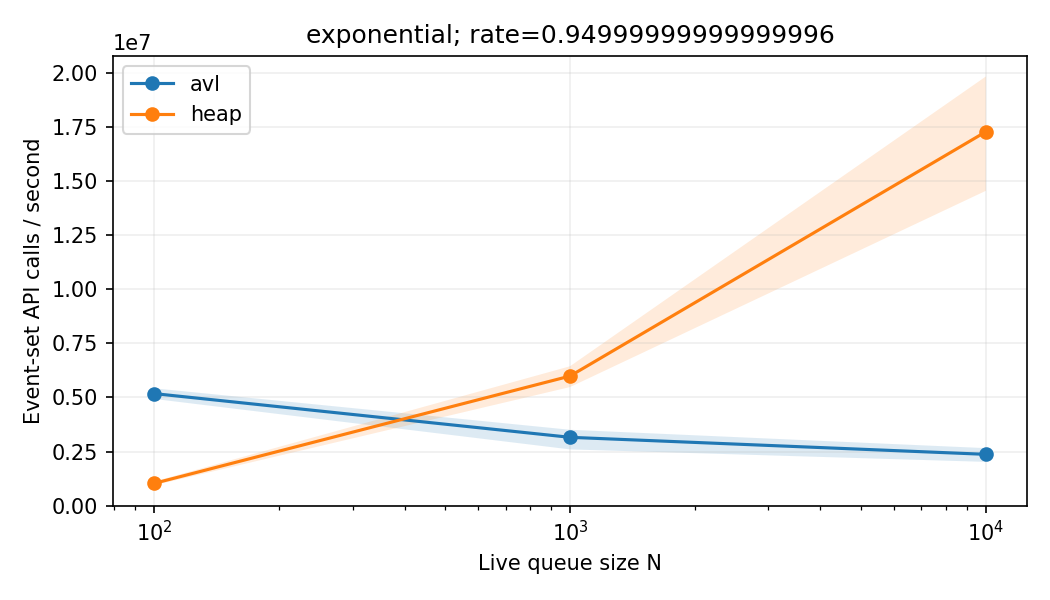 exponential; rate=0.94999999999999996
1e7
avl
heap
2.00
1.75
1.50
1.25
1.00
0.75
0.50
0.25
0.00
Event-set API calls / second
10²
10³
10⁴
Live queue size N